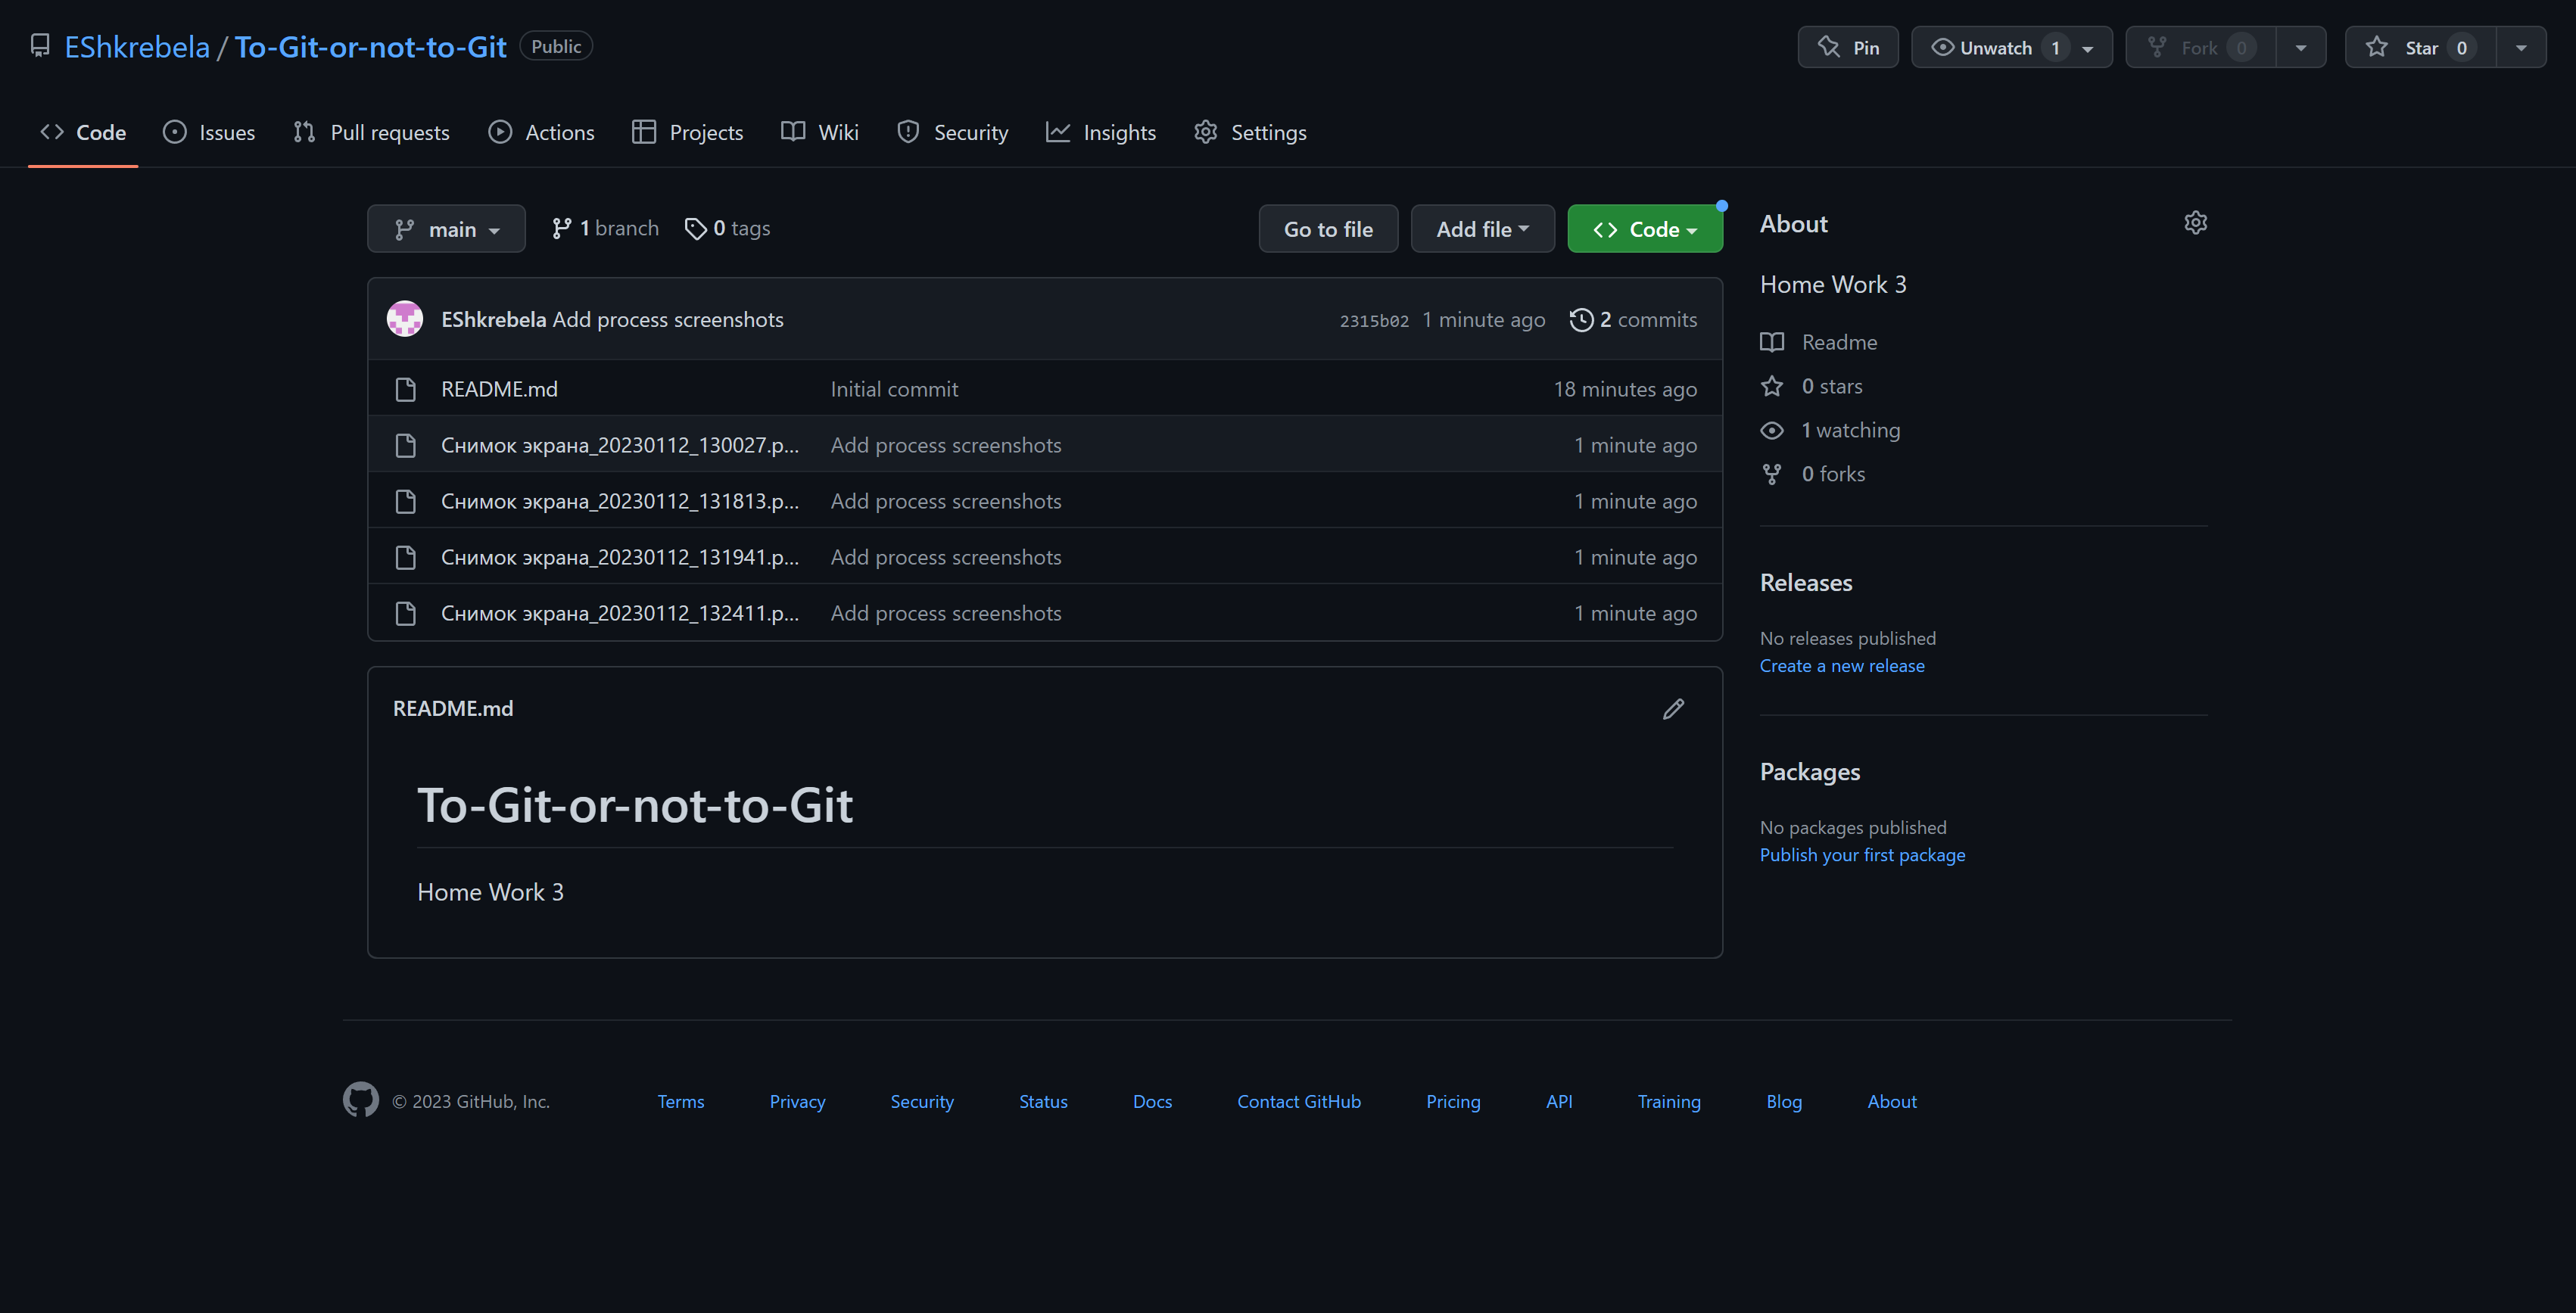 EShkrebela / To-Git-or-not-to-Git Public
Pin
Unwatch 1
Fork 0
Star 0
Code Issues Pull requests Actions Projects Wiki Security Insights Settings
main 1 branch 0 tags Go to file Add file Code
EShkrebela Add process screenshots 2315b02 1 minute ago 2 commits
README.md Initial commit 18 minutes ago
Снимок экрана_20230112_130027.p... Add process screenshots 1 minute ago
Снимок экрана_20230112_131813.p... Add process screenshots 1 minute ago
Снимок экрана_20230112_131941.p... Add process screenshots 1 minute ago
Снимок экрана_20230112_132411.p... Add process screenshots 1 minute ago
README.md
To-Git-or-not-to-Git
Home Work 3
About
Home Work 3
Readme
0 stars
1 watching
0 forks
Releases
No releases published
Create a new release
Packages
No packages published
Publish your first package
© 2023 GitHub, Inc. Terms Privacy Security Status Docs Contact GitHub Pricing API Training Blog About